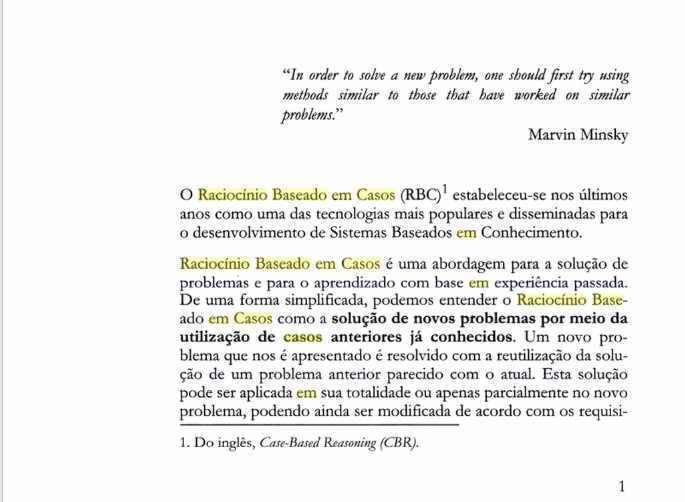 “In order to solve a new problem, one should first try using
methods similar to those that have worked on similar
problems.”
Marvin Minsky
O Raciocínio Baseado em Casos (RBC)1 estabeleceu-se nos últimos
anos como uma das tecnologias mais populares e disseminadas para
o desenvolvimento de Sistemas Baseados em Conhecimento.
Raciocínio Baseado em Casos é uma abordagem para a solução de
problemas e para o aprendizado com base em experiência passada.
De uma forma simplificada, podemos entender o Raciocínio Base-
ado em Casos como a solução de novos problemas por meio da
utilização de casos anteriores já conhecidos. Um novo pro-
blema que nos é apresentado é resolvido com a reutilização da solu-
ção de um problema anterior parecido com o atual. Esta solução
pode ser aplicada em sua totalidade ou apenas parcialmente no novo
problema, podendo ainda ser modificada de acordo com os requisi-
1. Do inglês, Case-Based Reasoning (CBR).
1